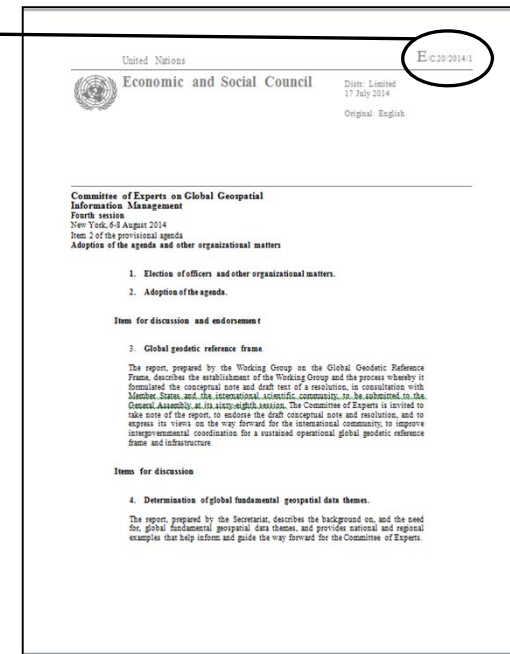 United Nations
E/C.20/2014/1
Economic and Social Council
Distr.: Limited
17 July 2014
Original: English
Committee of Experts on Global Geospatial
Information Management
Fourth session
New York, 6-8 August 2014
Item 2 of the provisional agenda
Adoption of the agenda and other organizational matters
1. Election of officers and other organizational matters.
2. Adoption of the agenda.
Item for discussion and endorsement
3. Global geodetic reference frame.
The report, prepared by the Working Group on the Global Geodetic Reference
Frame, describes the establishment of the Working Group and the process whereby it
formulated the conceptual note and draft text of a resolution, in consultation with
Member States and the international scientific community, to be submitted to the
General Assembly at its sixty-eighth session. The Committee of Experts is invited to
take note of the report, to endorse the draft conceptual note and resolution, and to
express its views on the way forward for the international community, to improve
intergovernmental coordination for a sustained operational global geodetic reference
frame and infrastructure.
Items for discussion
4. Determination of global fundamental geospatial data themes.
The report, prepared by the Secretariat, describes the background on, and the need
for, global fundamental geospatial data themes, and provides national and regional
examples that help inform and guide the way forward for the Committee of Experts.